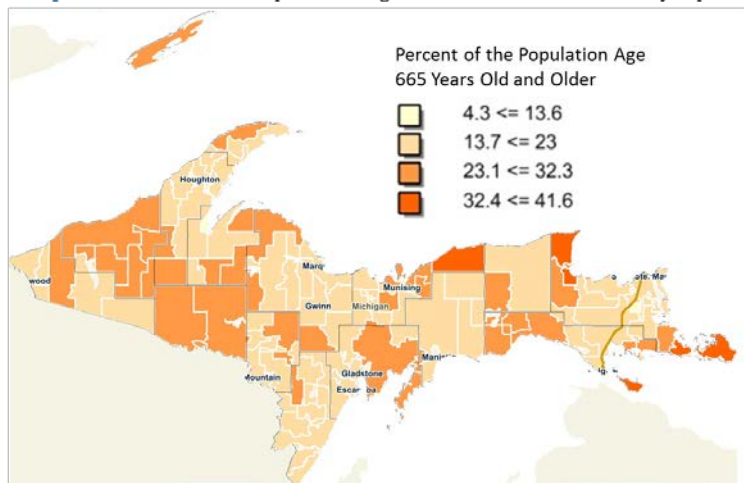 Percent of the Population Age
665 Years Old and Older
4.3 <= 13.6
13.7 <= 23
23.1 <= 32.3
32.4 <= 41.6
Houghton
wood
Marq
Munising
Gwinn
Michigan
Mani
Mountain
Gladstone
Escanaba